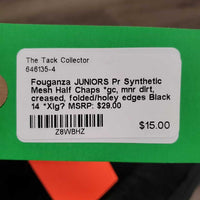 The Tack Collector
646135-4
Fouganza JUNIORS Pr Synthetic
Mesh Half Chaps *gc, mnr dirt,
creased, folded/holey edges Black
14 *Xlg? MSRP: $29.00
Z8VVBHZ
$15.00